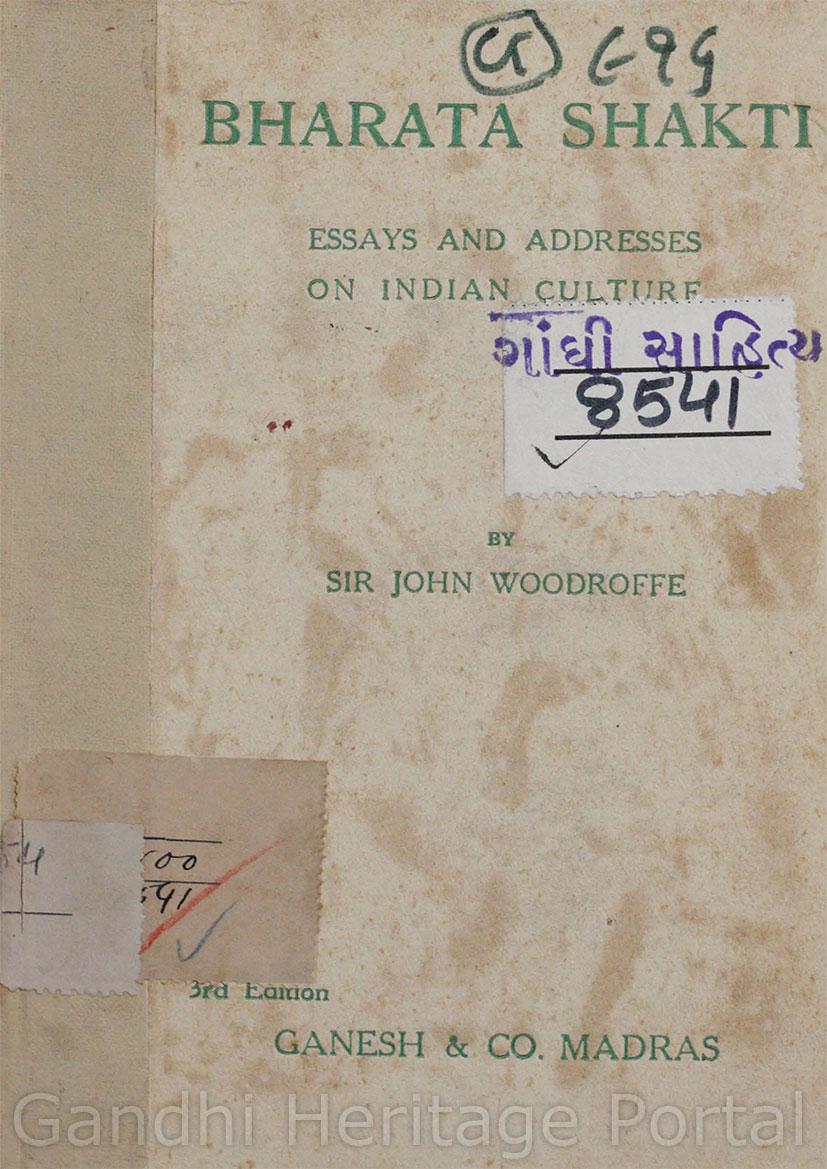 BHARATA SHAKTI
ESSAYS AND ADDRESSES
ON INDIAN CULTURE
ગાંધી સાહિત્ય
8541
BY
SIR JOHN WOODROFFE
3rd Edition
GANESH & CO. MADRAS
Gandhi Heritage Portal